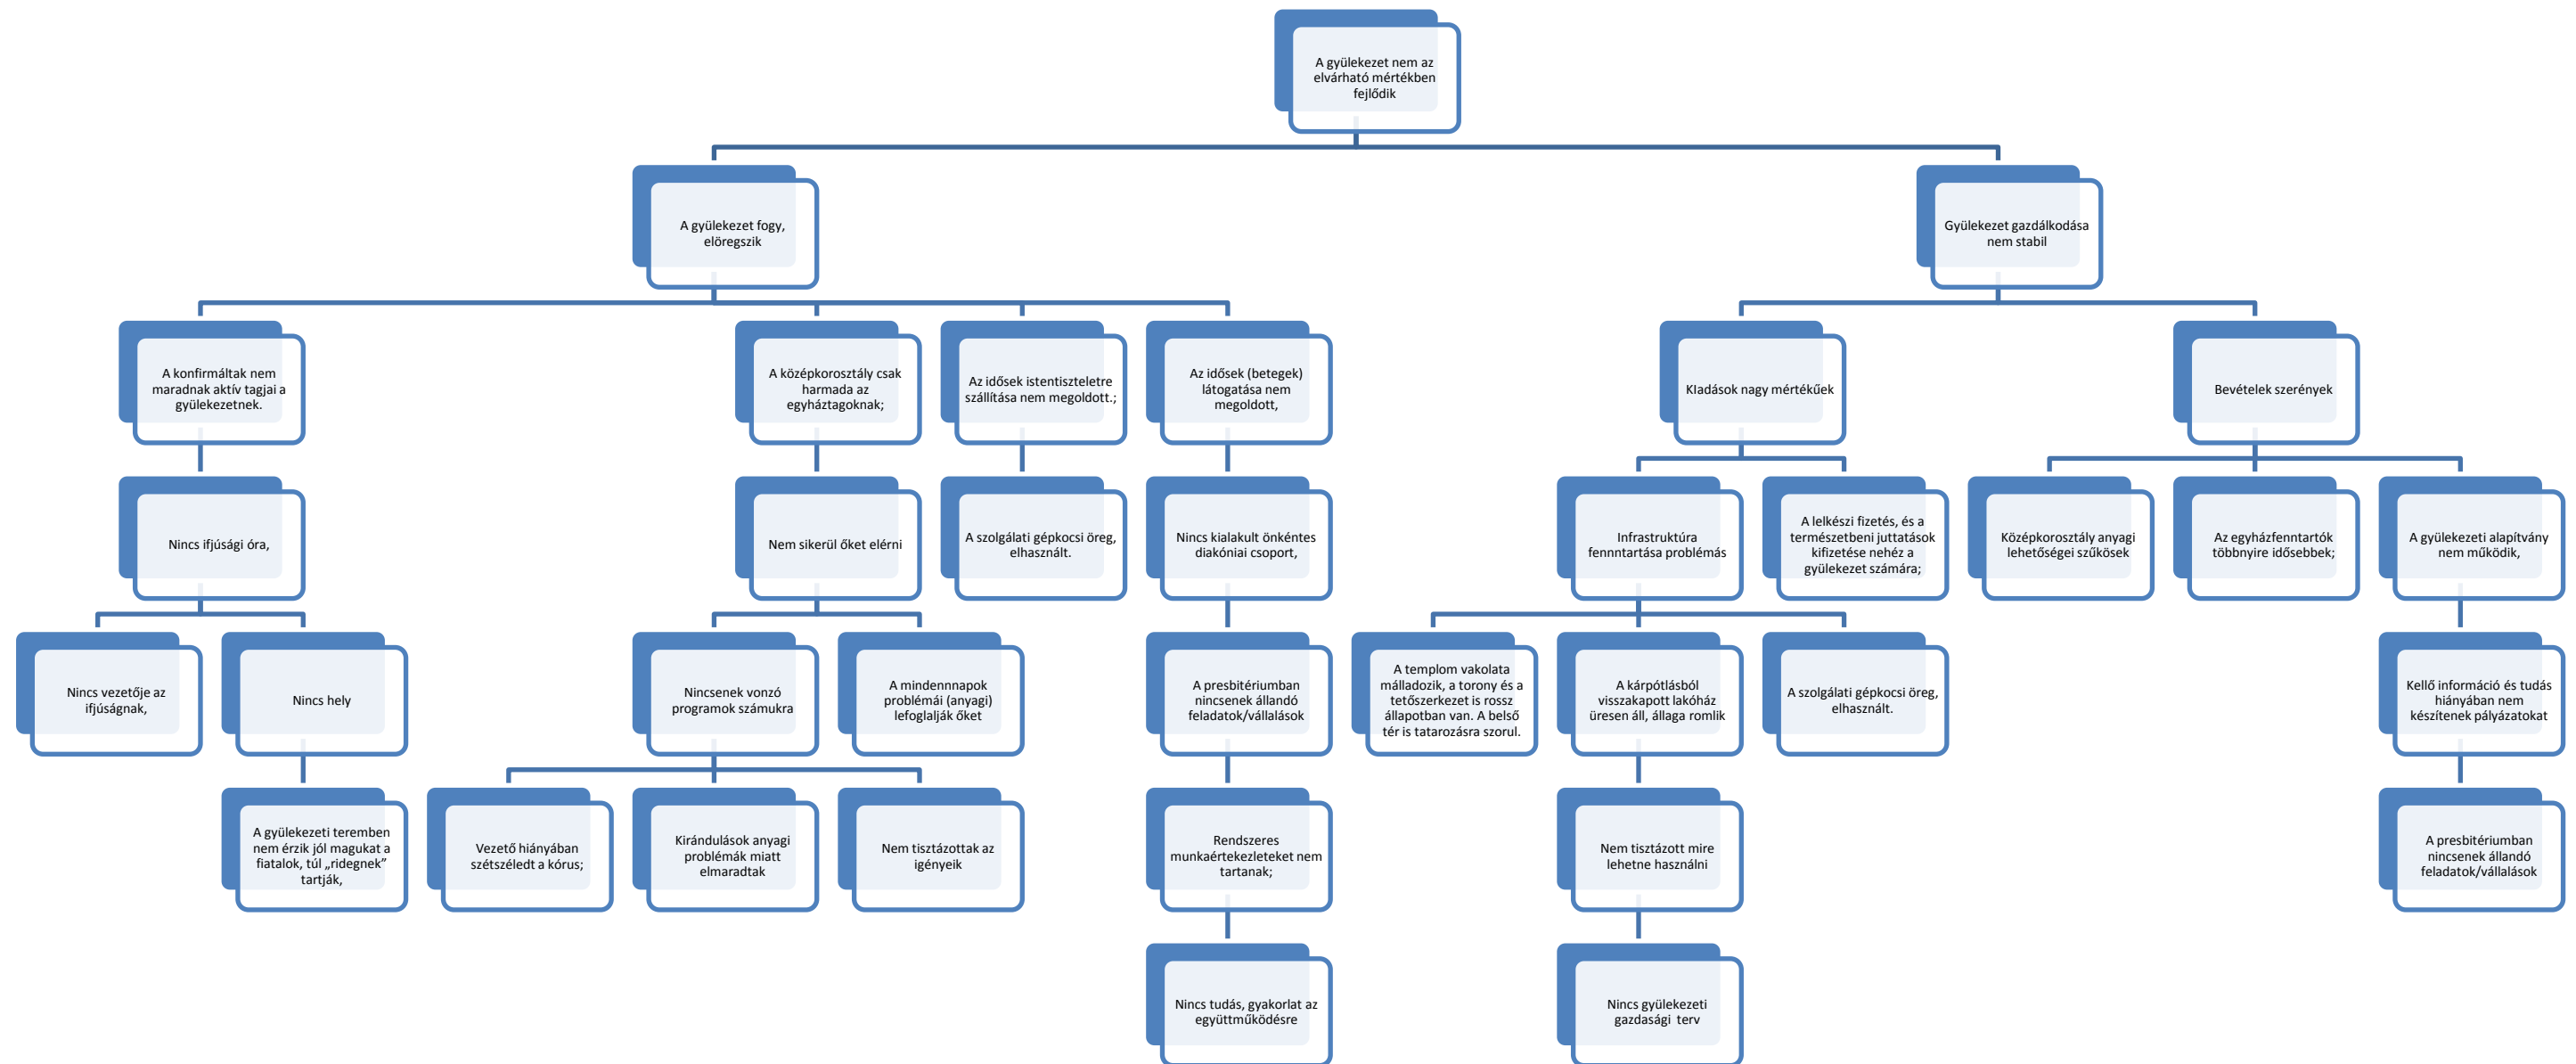 A gyülekezet nem az
elvárható mértékben
fejlődik
A gyülekezet fogy,
elöregszik
Gyülekezet gazdálkodása
nem stabil
A konfirmáltak nem
maradnak aktív tagjai a
gyülekezetnek.
A középkorosztály csak
harmada az
egyháztagoknak;
Az idősek istentiszteletre
szállítása nem megoldott.;
Az idősek (betegek)
látogatása nem
megoldott,
KIadások nagy mértékűek
Bevételek szerények
Nincs ifjúsági óra,
Nem sikerül őket elérni
A szolgálati gépkocsi öreg,
elhasznált.
Nincs kialakult önkéntes
diakóniai csoport,
Infrastruktúra
fennntartása problémás
A lelkészi fizetés, és a
természetbeni juttatások
kifizetése nehéz a
gyülekezet számára;
Középkorosztály anyagi
lehetőségei szűkösek
Az egyházfenntartók
többnyire idősebbek;
A gyülekezeti alapítvány
nem működik,
Nincs vezetője az
ifjúságnak,
Nincs hely
Nincsenek vonzó
programok számukra
A mindennnapok
problémái (anyagi)
lefoglalják őket
A presbitériumban
nincsenek állandó
feladatok/vállalások
A templom vakolata
málladozik, a torony és a
tetőszerkezet is rossz
állapotban van. A belső
tér is tatarozásra szorul.
A kárpótlásból
visszakapott lakóház
üresen áll, állaga romlik
A szolgálati gépkocsi öreg,
elhasznált.
Kellő információ és tudás
hiányában nem
készítenek pályázatokat
A gyülekezeti teremben
nem érzik jól magukat a
fiatalok, túl „ridegnek”
tartják,
Vezető hiányában
szétszéledt a kórus;
Kirándulások anyagi
problémák miatt
elmaradtak
Nem tisztázottak az
igényeik
Rendszeres
munkaértekezleteket nem
tartanak;
Nem tisztázott mire
lehetne használni
A presbitériumban
nincsenek állandó
feladatok/vállalások
Nincs tudás, gyakorlat az
együttműködésre
Nincs gyülekezeti
gazdasági terv